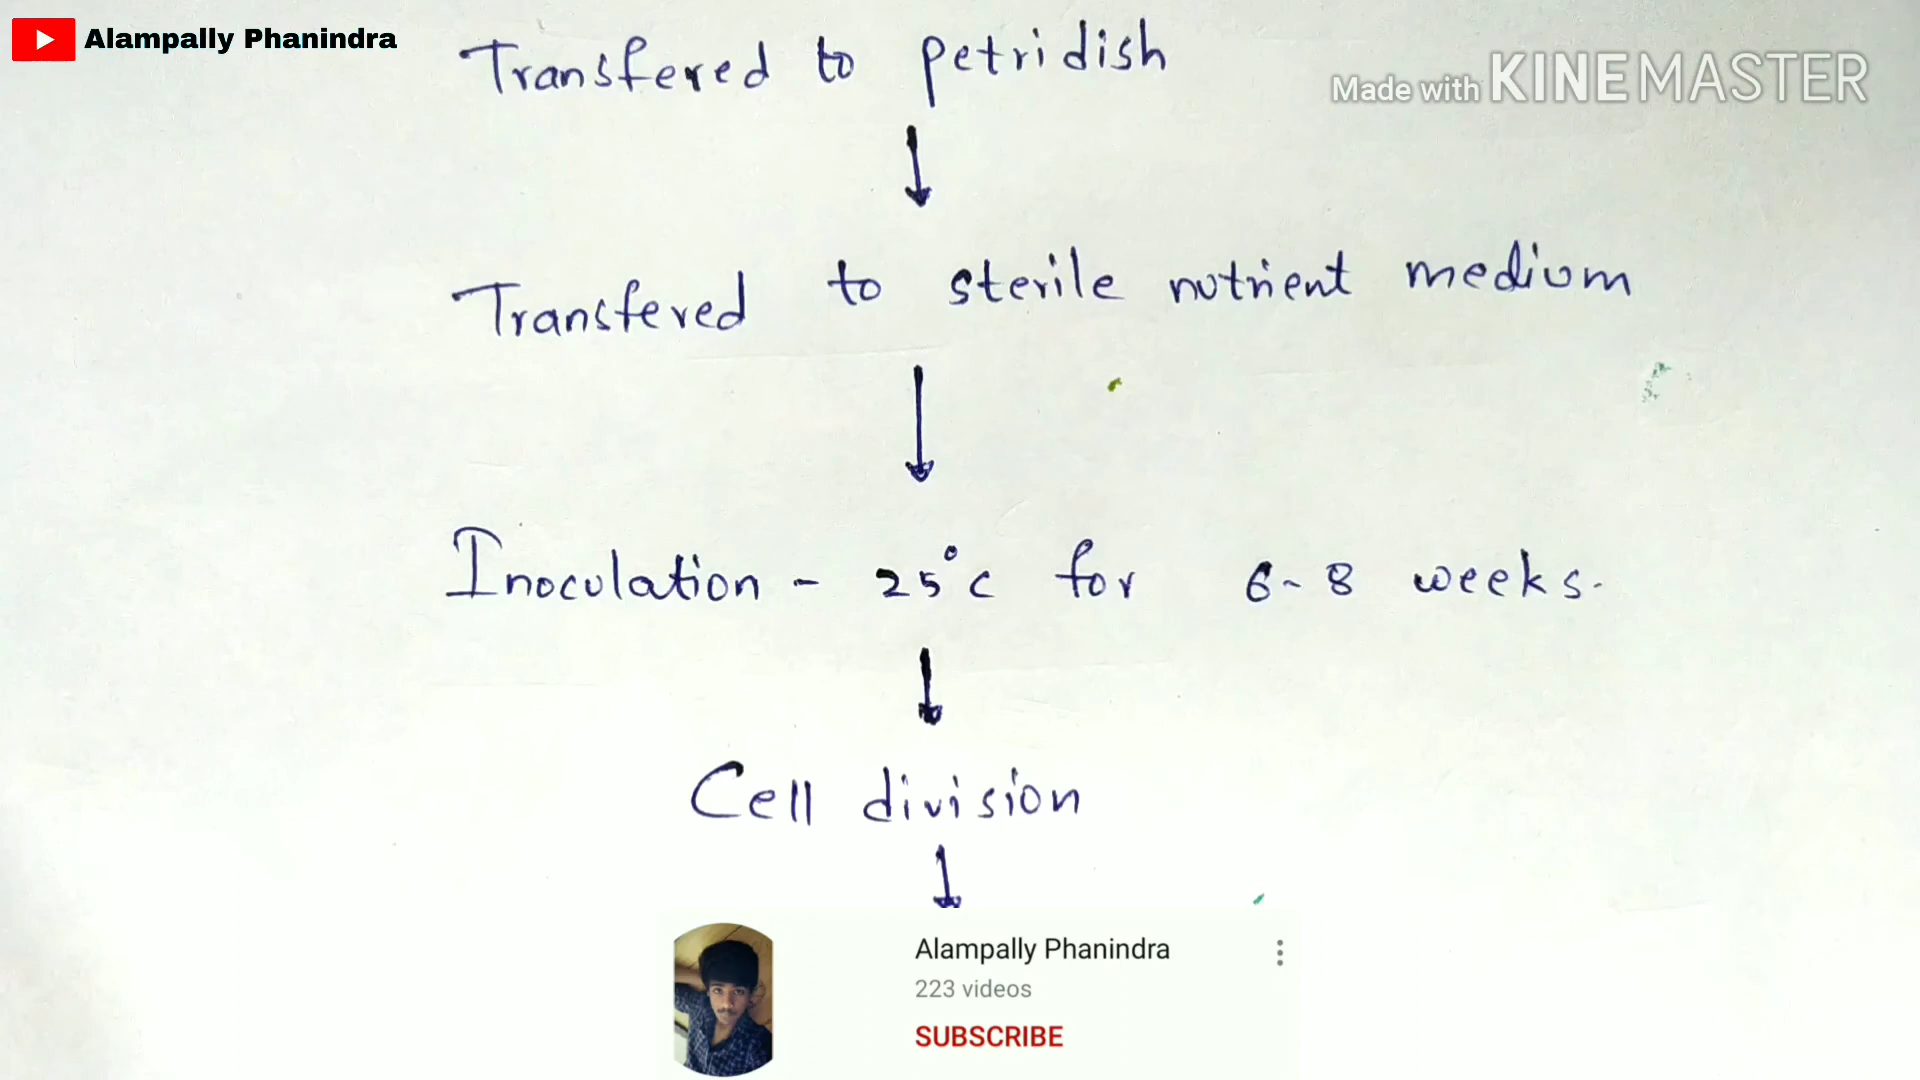 Alampally Phanindra
Made with KINEMASTER
Transfered to petridish
Transfered to sterile nutrient medium
Inoculation - 25°C for 6-8 weeks.
Cell division
Alampally Phanindra
223 videos
SUBSCRIBE